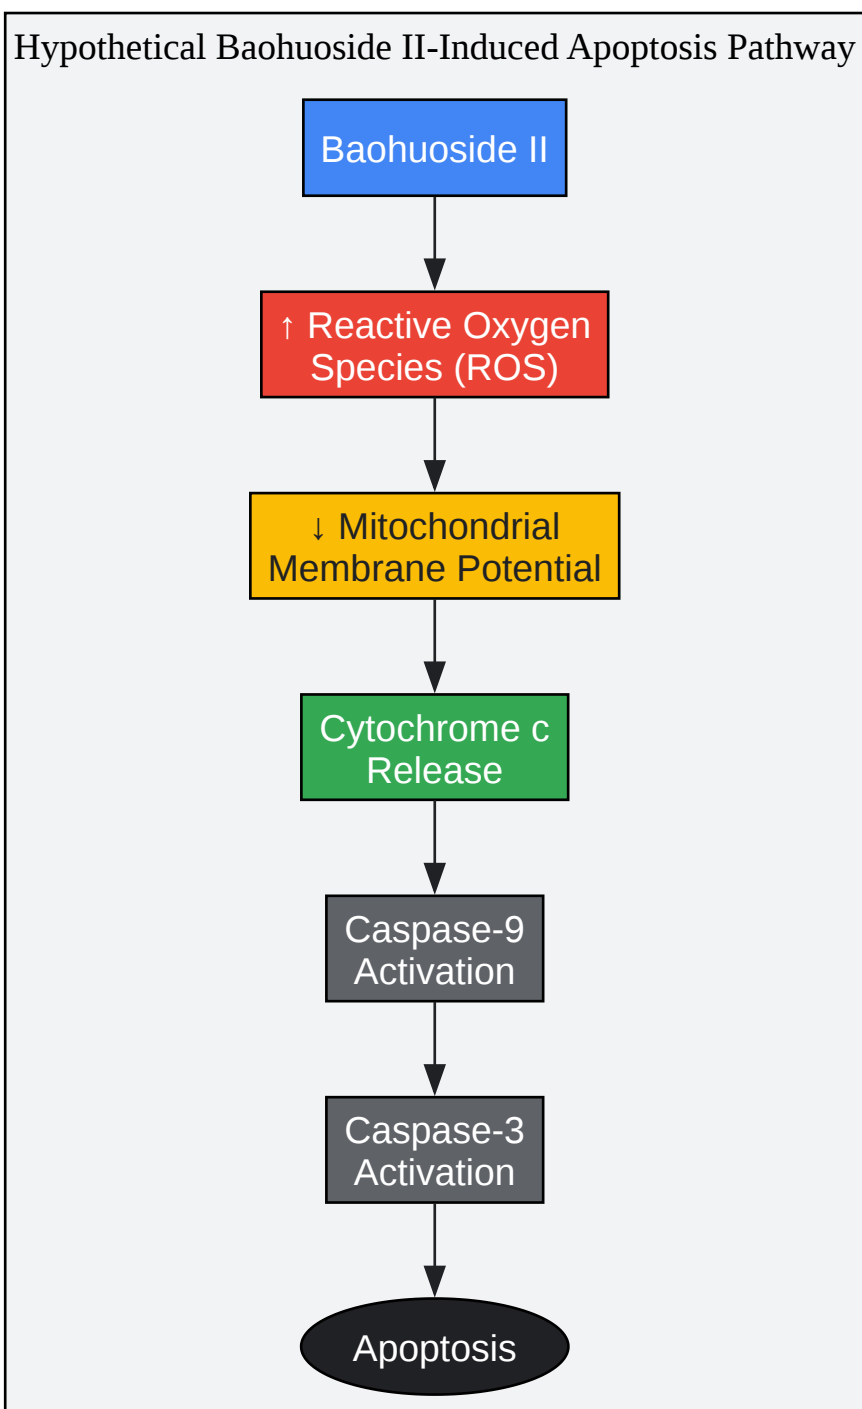 Hypothetical Baohuoside II-Induced Apoptosis Pathway
Baohuoside II
↑ Reactive Oxygen
Species (ROS)
↓ Mitochondrial
Membrane Potential
Cytochrome c
Release
Caspase-9
Activation
Caspase-3
Activation
Apoptosis